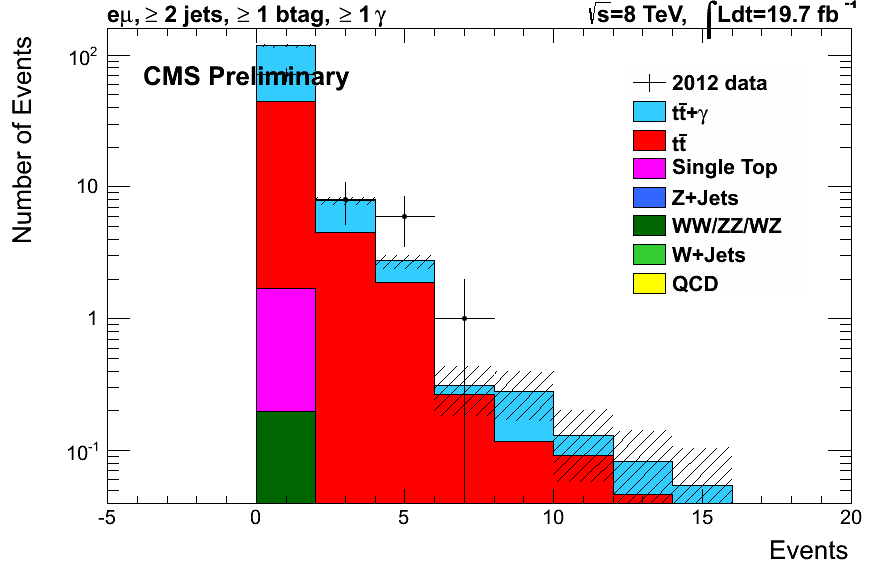 eμ, ≥ 2 jets, ≥ 1 btag, ≥ 1 γ
√s=8 TeV, ∫Ldt=19.7 fb⁻¹
CMS Preliminary
2012 data
tt̄+γ
tt̄
Single Top
Z+Jets
WW/ZZ/WZ
W+Jets
QCD
Number of Events
10²
10
1
10⁻¹
-5 0 5 10 15 20
Events